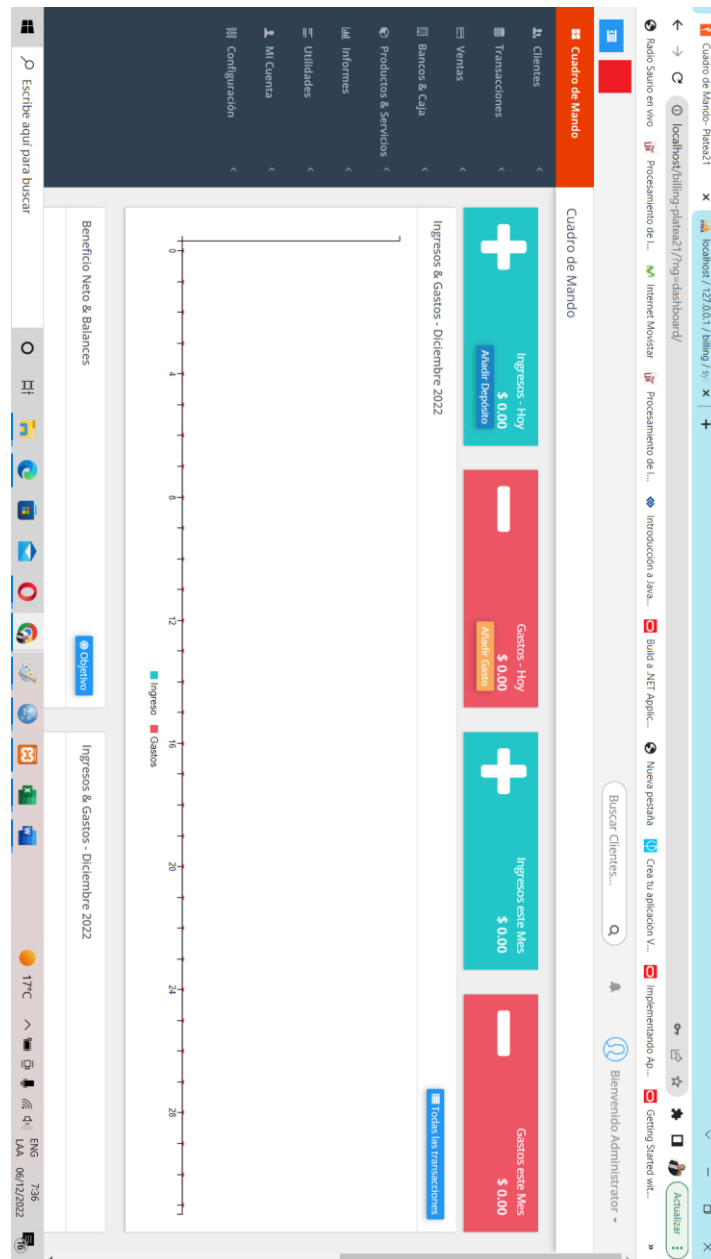 Cuadro de Mando- Platea21
localhost / 127.0.0.1 / billing / sy
localhost/billing-platea21/?ng=dashboard/
Actualizar
Radio Saurio en vivo
Procesamiento de l...
Internet Movistar
Procesamiento de l...
Introducción a Java...
Build a .NET Applic...
Nueva pestaña
Crea tu aplicación V...
Implementando Ap...
Getting Started wit...
»
Buscar Clientes...
Bienvenido Administrator
Cuadro de Mando
Clientes
Transacciones
Ventas
Bancos & Caja
Productos & Servicios
Informes
Utilidades
Mi Cuenta
Configuración
Cuadro de Mando
Ingresos - Hoy
$ 0.00
Añadir Depósito
Gastos - Hoy
$ 0.00
Añadir Gasto
Ingresos este Mes
$ 0.00
Gastos este Mes
$ 0.00
Ingresos & Gastos - Diciembre 2022
Todas las transacciones
0 4 8 12 16 20 24 28
Ingreso Gastos
Beneficio Neto & Balances
Objetivo
Ingresos & Gastos - Diciembre 2022
Escribe aquí para buscar
17°C
ENG
LAA
7:36
06/12/2022
16